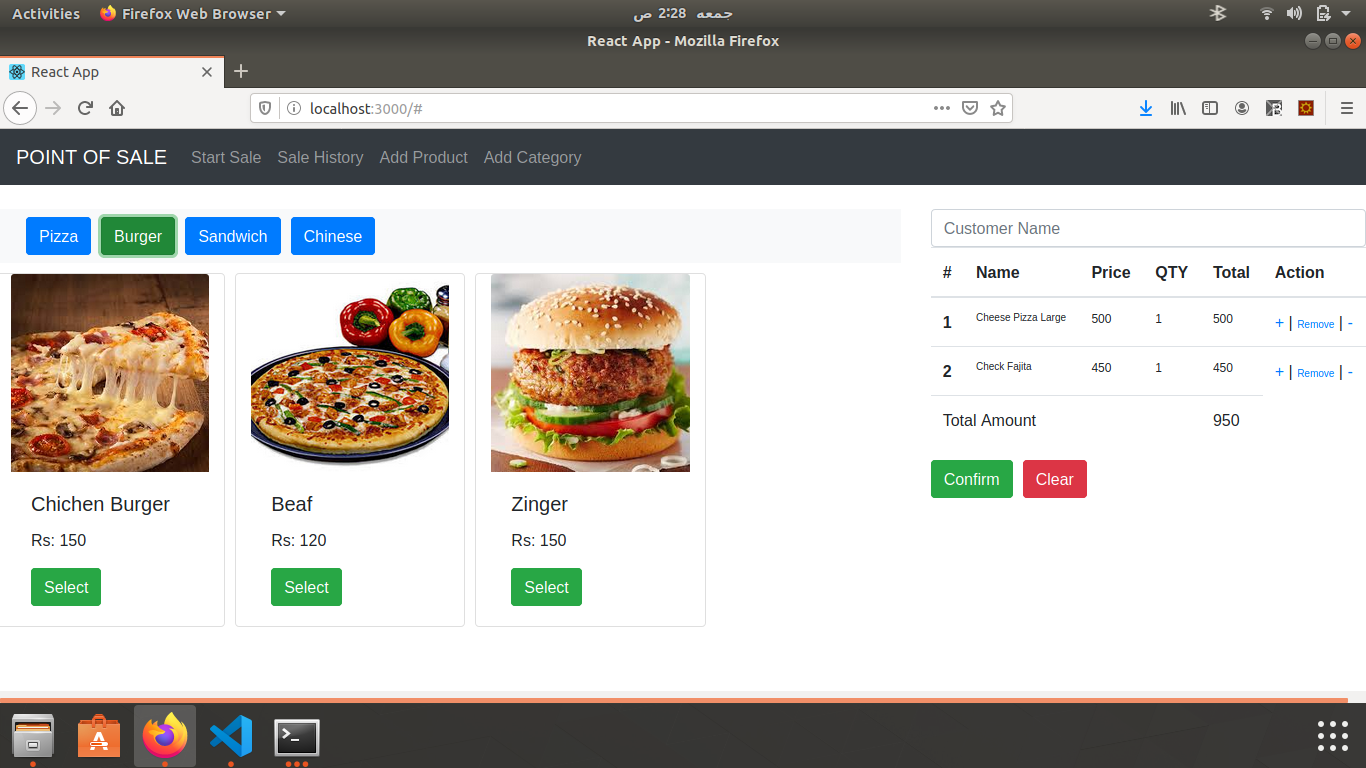 Activities Firefox Web Browser جمعه 2:28 ص
React App - Mozilla Firefox
React App
localhost:3000/#
POINT OF SALE Start Sale Sale History Add Product Add Category
Pizza Burger Sandwich Chinese
Chichen Burger
Rs: 150
Select
Beaf
Rs: 120
Select
Zinger
Rs: 150
Select
Customer Name
# Name Price QTY Total Action
1 Cheese Pizza Large 500 1 500 + | Remove | -
2 Check Fajita 450 1 450 + | Remove | -
Total Amount 950
Confirm Clear